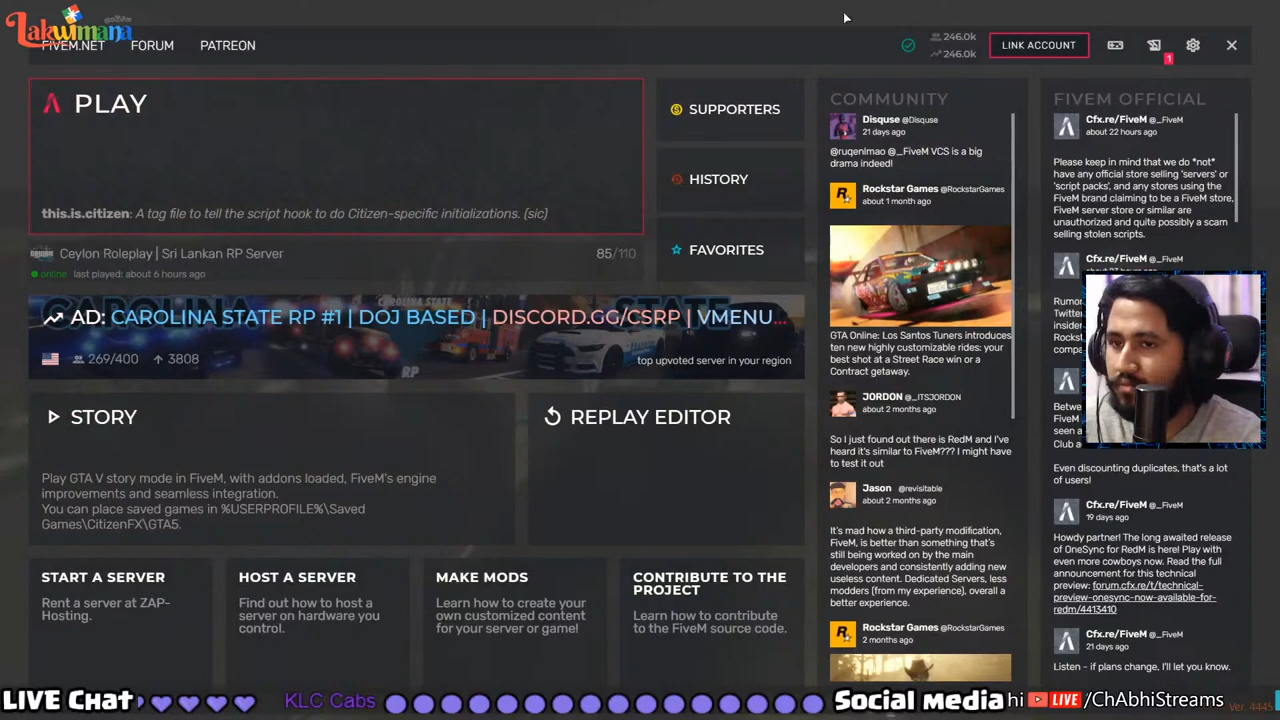 Lakwimana
FIVEM.NET
FORUM
PATREON
246.0k
246.0k
LINK ACCOUNT
1
PLAY
this.is.citizen: A tag file to tell the script hook to do Citizen-specific initializations. (sic)
Ceylon Roleplay | Sri Lankan RP Server
85/110
online last played: about 6 hours ago
SUPPORTERS
HISTORY
FAVORITES
AD: CAROLINA STATE RP #1 | DOJ BASED | DISCORD.GG/CSRP | VMENU...
269/400 3808
top upvoted server in your region
STORY
Play GTA V story mode in FiveM, with addons loaded, FiveM's engine
improvements and seamless integration.
You can place saved games in %USERPROFILE%\Saved
Games\CitizenFX\GTA5.
REPLAY EDITOR
START A SERVER
Rent a server at ZAP-
Hosting.
HOST A SERVER
Find out how to host a
server on hardware you
control.
MAKE MODS
Learn how to create your
own customized content
for your server or game!
CONTRIBUTE TO THE
PROJECT
Learn how to contribute
to the FiveM source code.
COMMUNITY
Disquse @Disquse
21 days ago
@ruqenlmao @_FiveM VCS is a big
drama indeed!
Rockstar Games @RockstarGames
about 1 month ago
GTA Online: Los Santos Tuners introduces
ten new highly customizable rides: your
best shot at a Street Race win or a
Contract getaway.
JORDON @_ITSJORDON
about 2 months ago
So I just found out there is RedM and I've
heard it's similar to FiveM??? I might have
to test it out
Jason @revisitable
about 2 months ago
It's mad how a third-party modification,
FiveM, is better than something that's
still being worked on by the main
developers and consistently adding new
useless content. Dedicated Servers, less
modders (from my experience), overall a
better experience.
Rockstar Games @RockstarGames
2 months ago
FIVEM OFFICIAL
Cfx.re/FiveM @_FiveM
about 22 hours ago
Please keep in mind that we do *not*
have any official store selling 'servers' or
'script packs', and any stores using the
FiveM brand claiming to be a FiveM store,
FiveM server store or similar are
unauthorized and quite possibly a scam
selling stolen scripts.
Cfx.re/FiveM @_FiveM
Even discounting duplicates, that's a lot
of users!
Cfx.re/FiveM @_FiveM
19 days ago
Howdy partner! The long awaited release
of OneSync for RedM is here! Play with
even more cowboys now. Read the full
announcement for this technical
preview: forum.cfx.re/t/technical-
preview-onesync-now-available-for-
redm/4413410
Cfx.re/FiveM @_FiveM
21 days ago
Listen - if plans change, I'll let you know.
LIVE Chat
KLC Cabs
Social media
hi
LIVE
/ChAbhiStreams
Ver. 4445